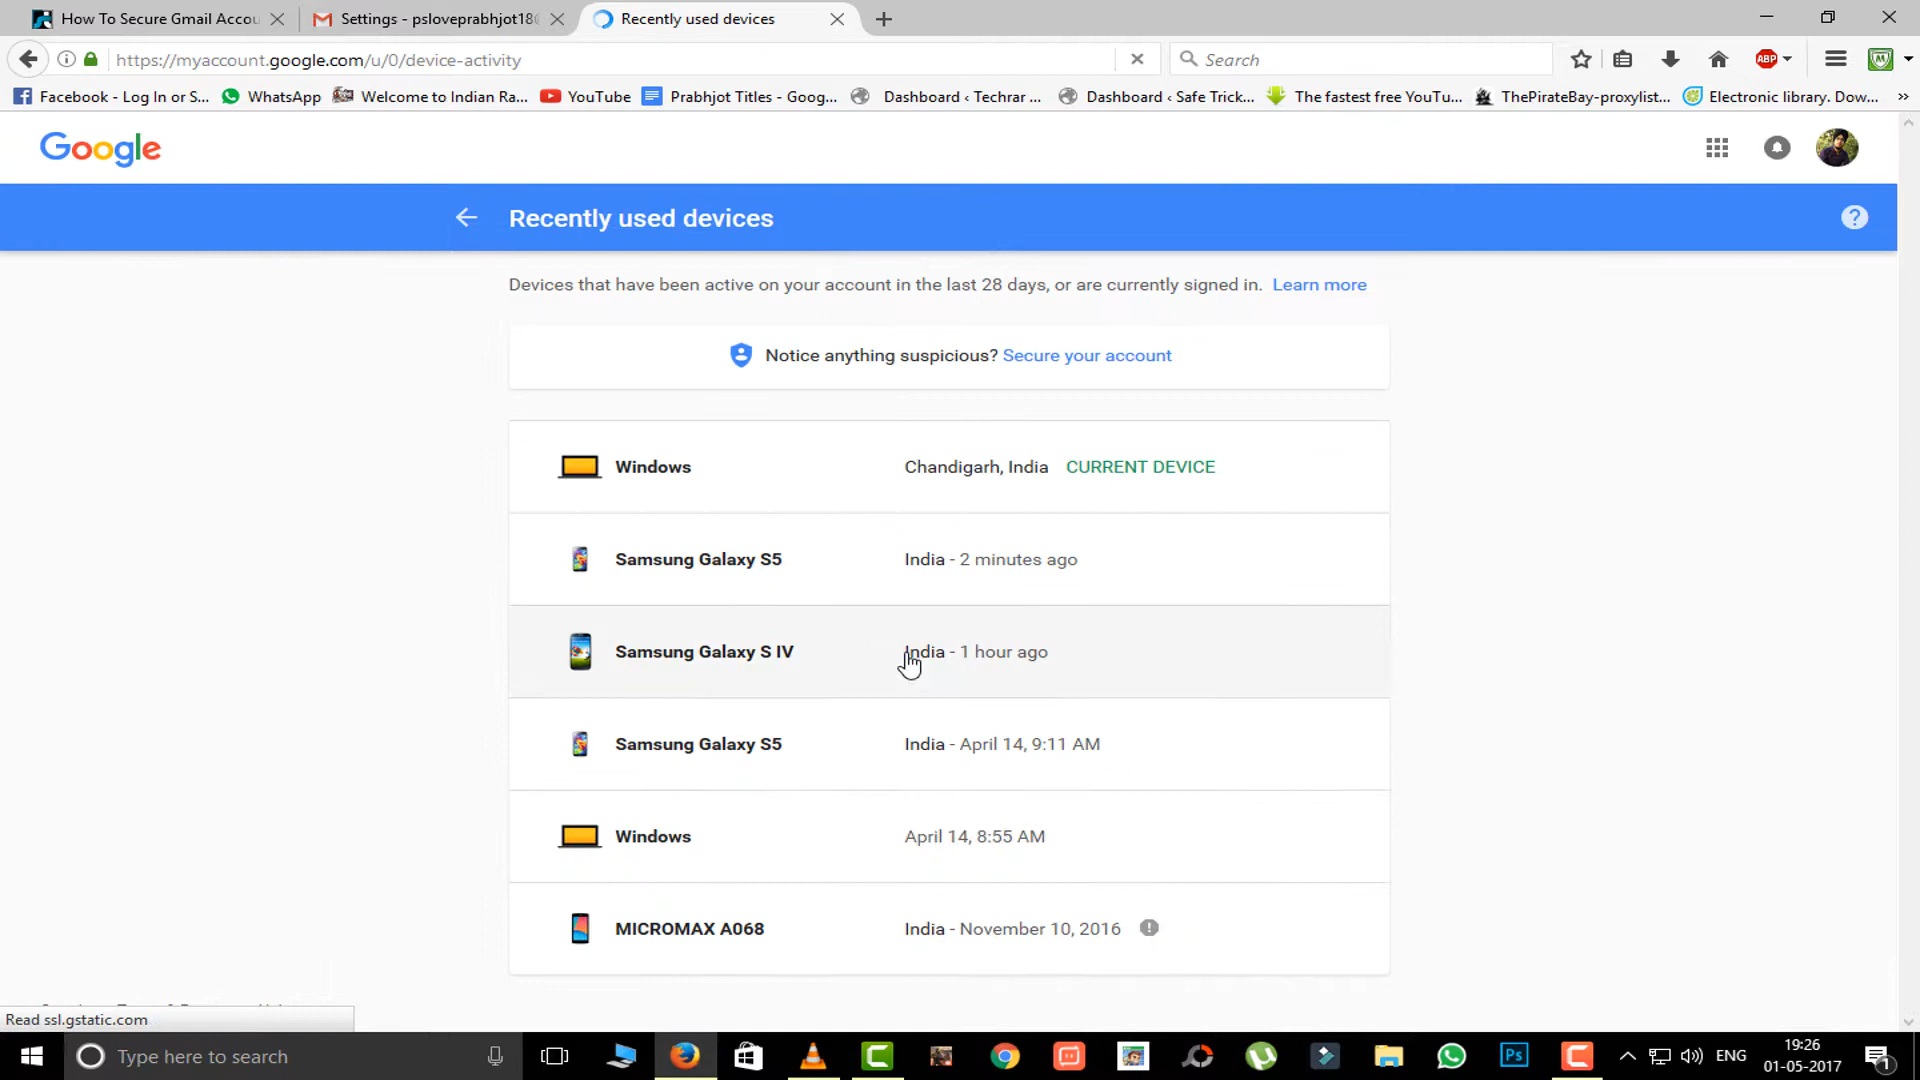 How To Secure Gmail Accou
Settings - psloveprabhjot18@
Recently used devices
https://myaccount.google.com/u/0/device-activity
Search
ABP
Facebook - Log In or S...
WhatsApp
Welcome to Indian Ra...
YouTube
Prabhjot Titles - Goog...
Dashboard ‹ Techrar ...
Dashboard ‹ Safe Trick...
The fastest free YouTu...
ThePirateBay-proxylist...
Electronic library. Dow...
Google
Recently used devices
Devices that have been active on your account in the last 28 days, or are currently signed in. Learn more
Notice anything suspicious? Secure your account
Windows Chandigarh, India CURRENT DEVICE
Samsung Galaxy S5 India - 2 minutes ago
Samsung Galaxy S IV India - 1 hour ago
Samsung Galaxy S5 India - April 14, 9:11 AM
Windows April 14, 8:55 AM
MICROMAX A068 India - November 10, 2016
Read ssl.gstatic.com
Type here to search
Ps
ENG
19:26
01-05-2017
1